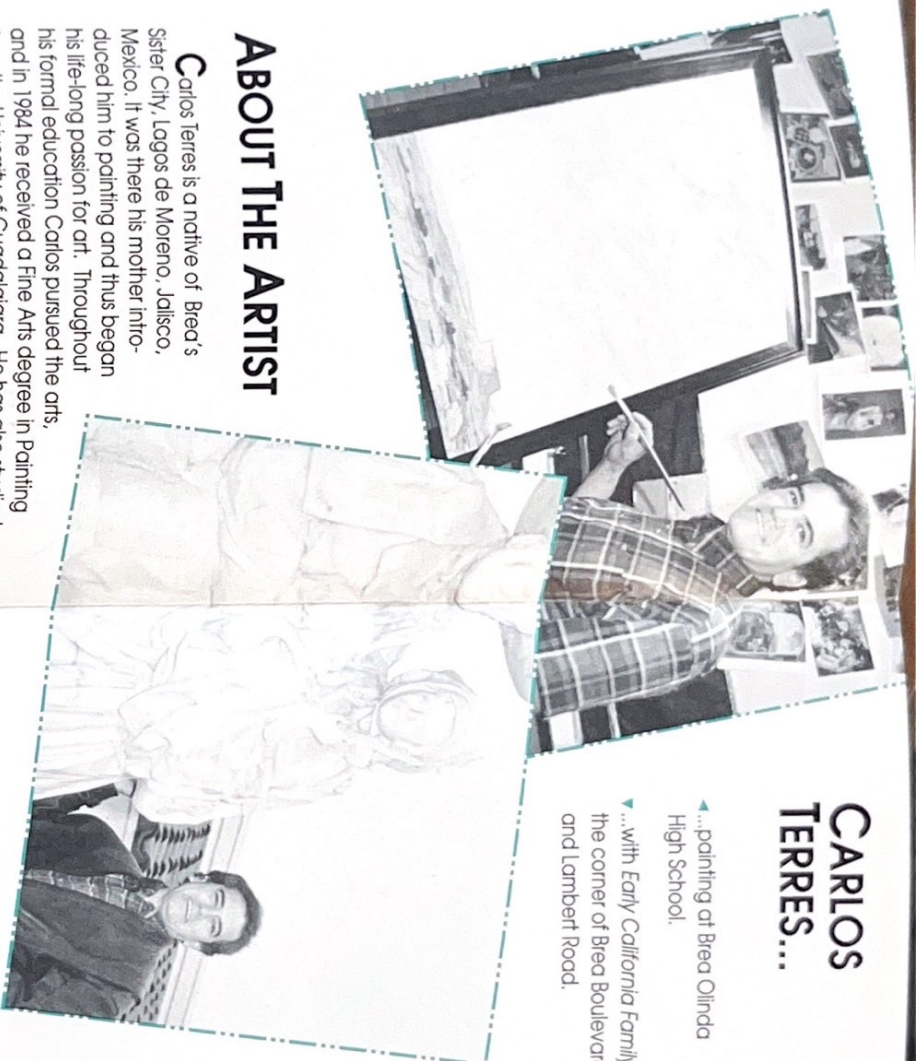 CARLOS
TERRES...
...painting at Brea Olinda
High School.
...with Early California Family
the corner of Brea
and Lambert Road.
ABOUT THE ARTIST
Carlos Terres is a native of Brea's
Sister City, Lagos de Moreno, Jalisco,
Mexico. It was there his mother intro-
duced him to painting and thus began
his life-long passion for art. Throughout
his formal education Carlos pursued the arts,
and in 1984 he received a Fine Arts degree in Painting